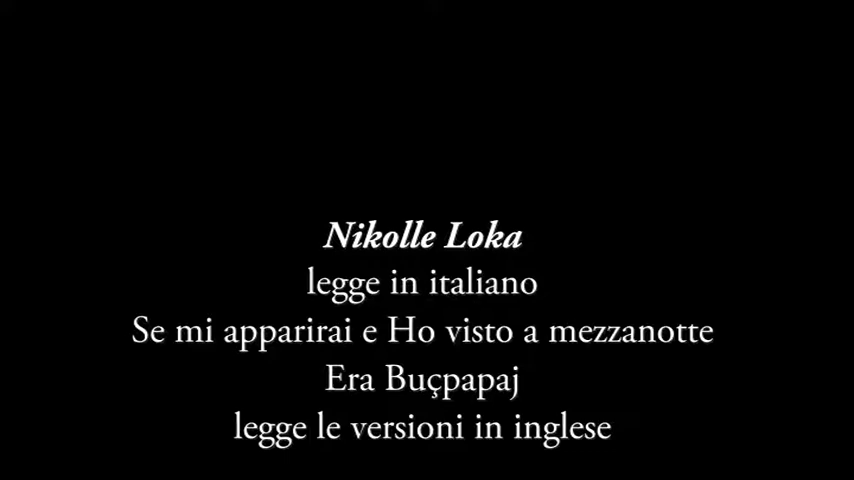 Nikolle Loka
legge in italiano
Se mi apparirai e Ho visto a mezzanotte
Era Buçpapaj
legge le versioni in inglese